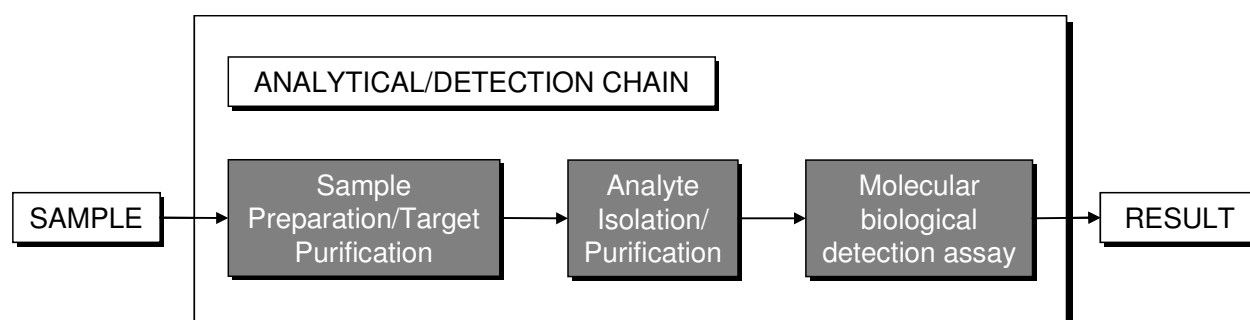 ANALYTICAL/DETECTION CHAIN
SAMPLE
Sample
Preparation/Target
Purification
Analyte
Isolation/
Purification
Molecular
biological
detection assay
RESULT